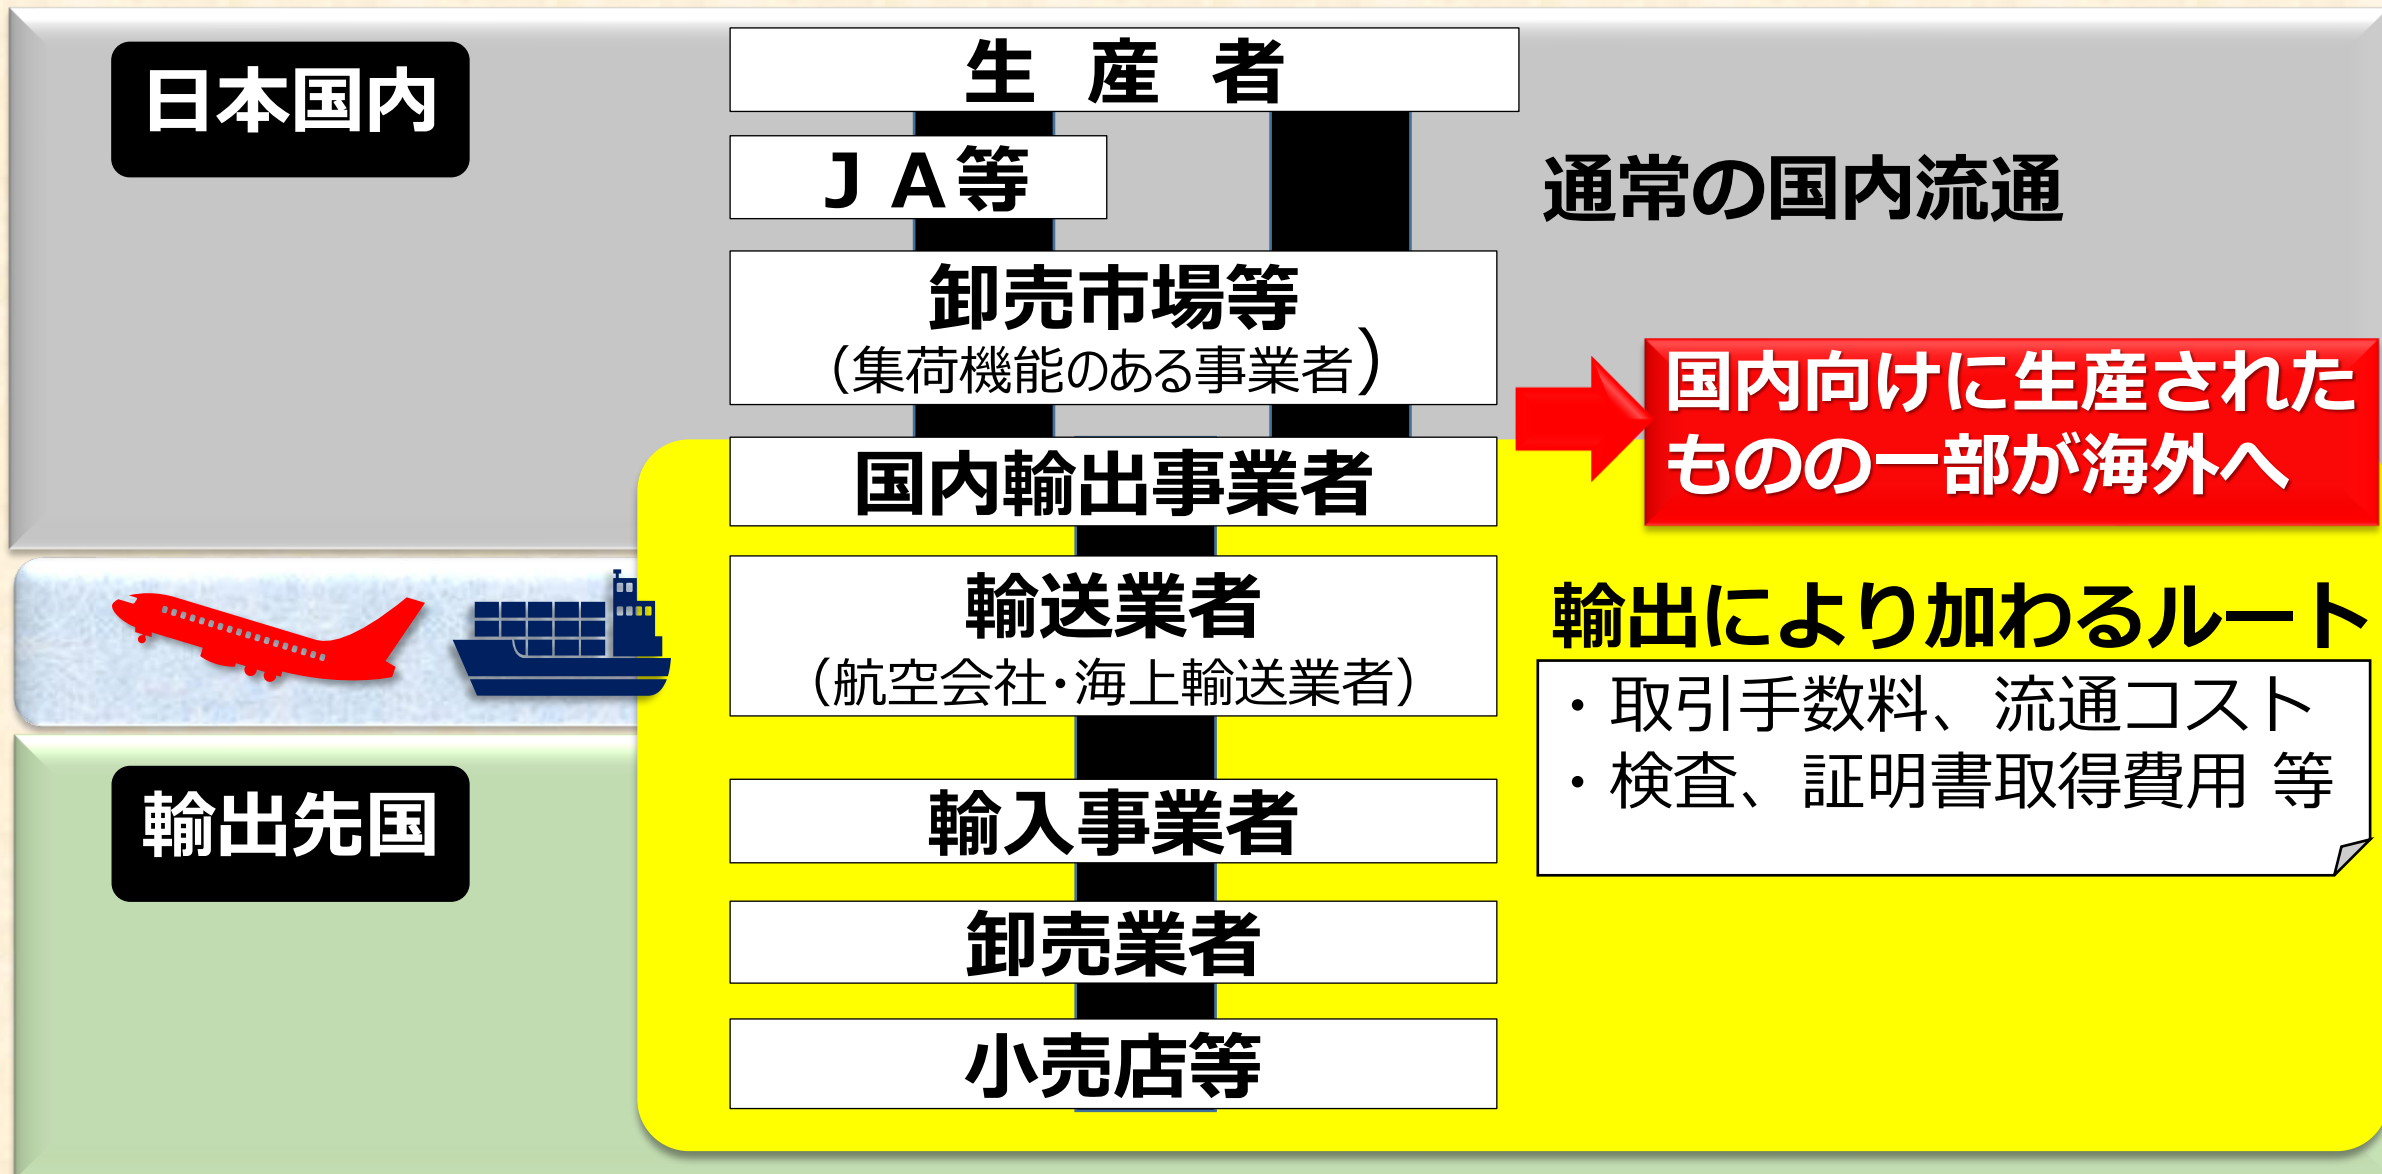 日本国内
生 産 者
ＪＡ等
通常の国内流通
卸売市場等
（集荷機能のある事業者）
国内向けに生産された
ものの一部が海外へ
国内輸出事業者
輸送業者
（航空会社・海上輸送業者）
輸出により加わるルート
・取引手数料、流通コスト
・検査、証明書取得費用 等
輸出先国
輸入事業者
卸売業者
小売店等